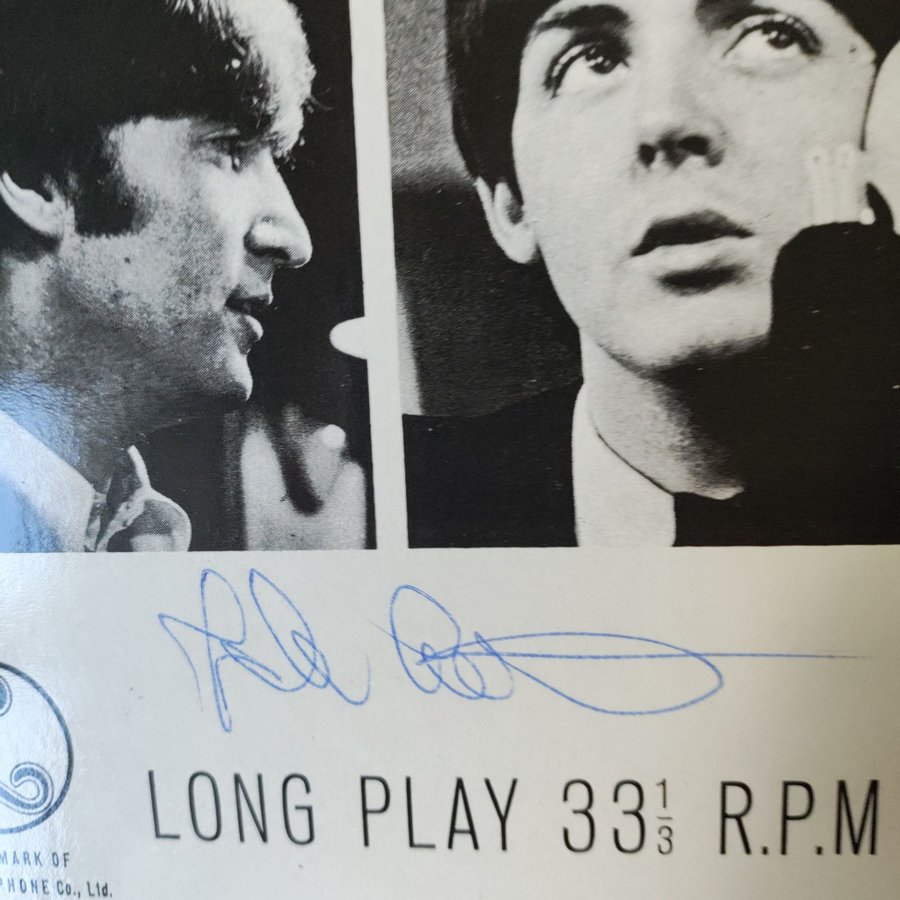 LONG PLAY 33⅓ R.P.M
MARK OF
PHONE Co., Ltd.